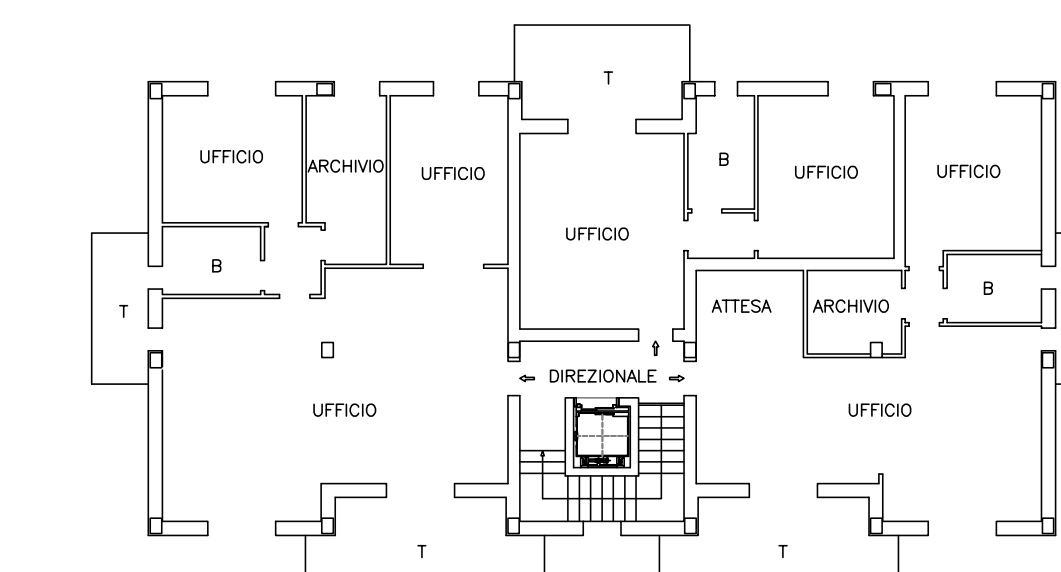 T
UFFICIO
ARCHIVIO
UFFICIO
B
UFFICIO
UFFICIO
UFFICIO
B
B
T
ATTESA
ARCHIVIO
DIREZIONALE
UFFICIO
UFFICIO
T
T